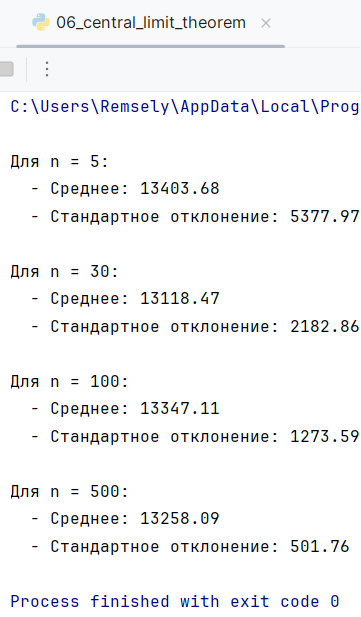 06_central_limit_theorem
C:\Users\Remsely\AppData\Local\Prog
Для n = 5:
- Среднее: 13403.68
- Стандартное отклонение: 5377.97
Для n = 30:
- Среднее: 13118.47
- Стандартное отклонение: 2182.86
Для n = 100:
- Среднее: 13347.11
- Стандартное отклонение: 1273.59
Для n = 500:
- Среднее: 13258.09
- Стандартное отклонение: 501.76
Process finished with exit code 0